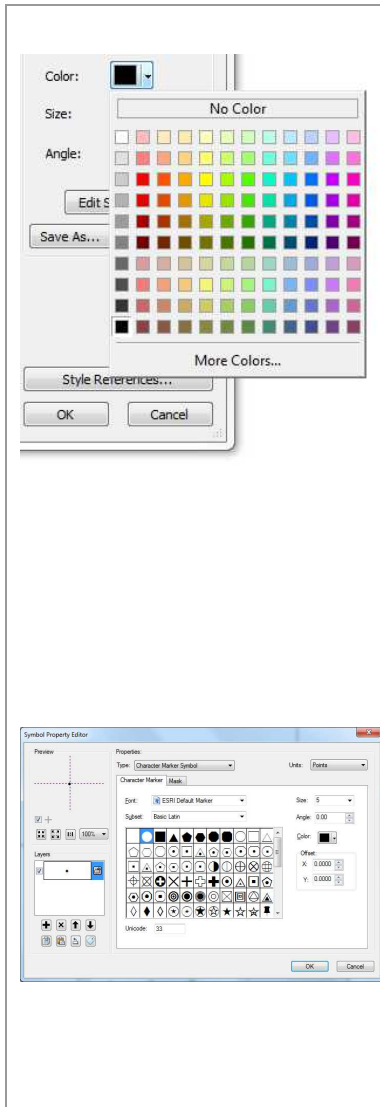 Color:
No Color
Size:
Angle:
Edit S
Save As...
More Colors...
Style References...
OK Cancel
Symbol Property Editor
Preview Properties:
Type: Character Marker Symbol Units: Points
Character Marker Mask
Font: ESRI Default Marker Size: 5
Subset: Basic Latin Angle: 0.00
Color:
100% Offset:
Layers X: 0.0000
Y: 0.0000
Unicode: 33
OK Cancel